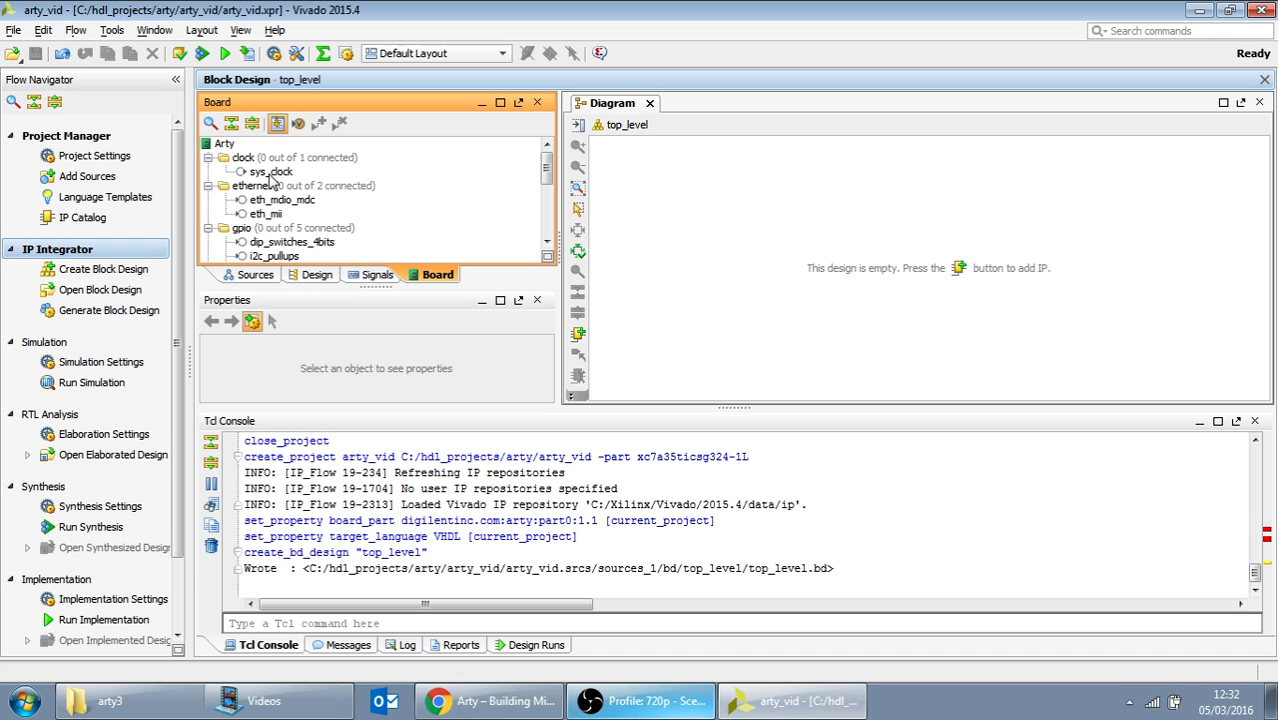 arty_vid - [C:/hdl_projects/arty/arty_vid/arty_vid.xpr] - Vivado 2015.4
File Edit Flow Tools Window Layout View Help
Search commands
Default Layout
Ready
Flow Navigator
Project Manager
Project Settings
Add Sources
Language Templates
IP Catalog
IP Integrator
Create Block Design
Open Block Design
Generate Block Design
Simulation
Simulation Settings
Run Simulation
RTL Analysis
Elaboration Settings
Open Elaborated Design
Synthesis
Synthesis Settings
Run Synthesis
Open Synthesized Design
Implementation
Implementation Settings
Run Implementation
Open Implemented Desig
Block Design - top_level
Board
Arty
clock (0 out of 1 connected)
sys_clock
ethernet (0 out of 2 connected)
eth_mdio_mdc
eth_mii
gpio (0 out of 5 connected)
dip_switches_4bits
i2c_pullups
Sources Design Signals Board
Properties
Select an object to see properties
Diagram
top_level
This design is empty. Press the button to add IP.
Tcl Console
close_project
create_project arty_vid C:/hdl_projects/arty/arty_vid -part xc7a35ticsg324-1L
INFO: [IP_Flow 19-234] Refreshing IP repositories
INFO: [IP_Flow 19-1704] No user IP repositories specified
INFO: [IP_Flow 19-2313] Loaded Vivado IP repository 'C:/Xilinx/Vivado/2015.4/data/ip'.
set_property board_part digilentinc.com:arty:part0:1.1 [current_project]
set_property target_language VHDL [current_project]
create_bd_design "top_level"
Wrote : <C:/hdl_projects/arty/arty_vid/arty_vid.srcs/sources_1/bd/top_level/top_level.bd>
Type a Tcl command here
Tcl Console Messages Log Reports Design Runs
arty3
Videos
Arty – Building Mi...
Profile: 720p - Sce...
arty_vid - [C:/hd...
12:32
05/03/2016